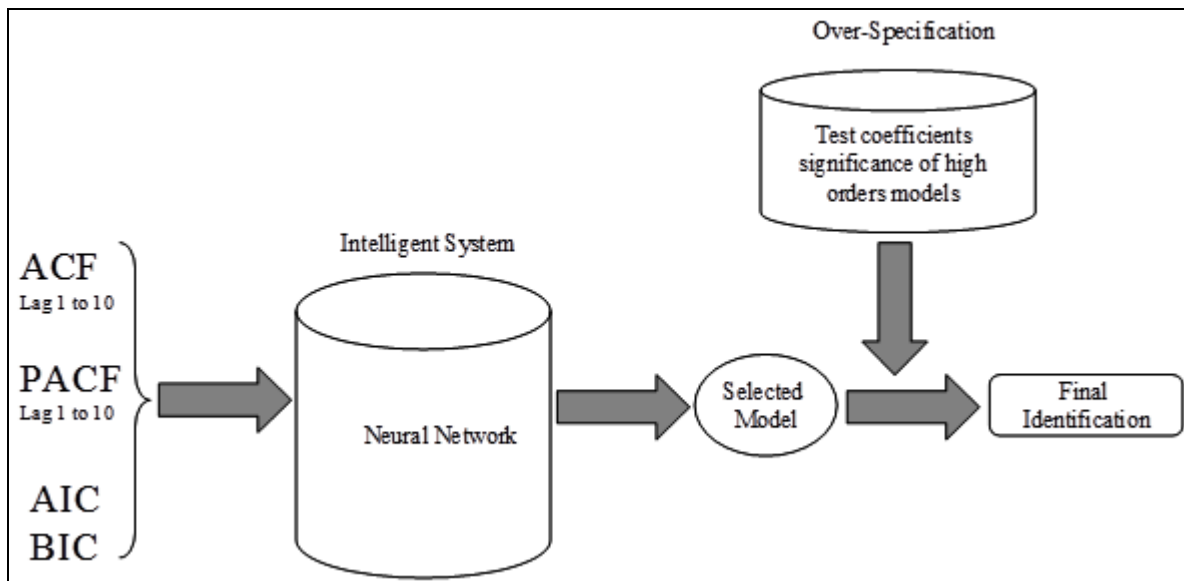 Over-Specification
Test coefficients
significance of high
orders models
Intelligent System
ACF
Lag 1 to 10
PACF
Lag 1 to 10
AIC
BIC
Neural Network
Selected
Model
Final
Identification